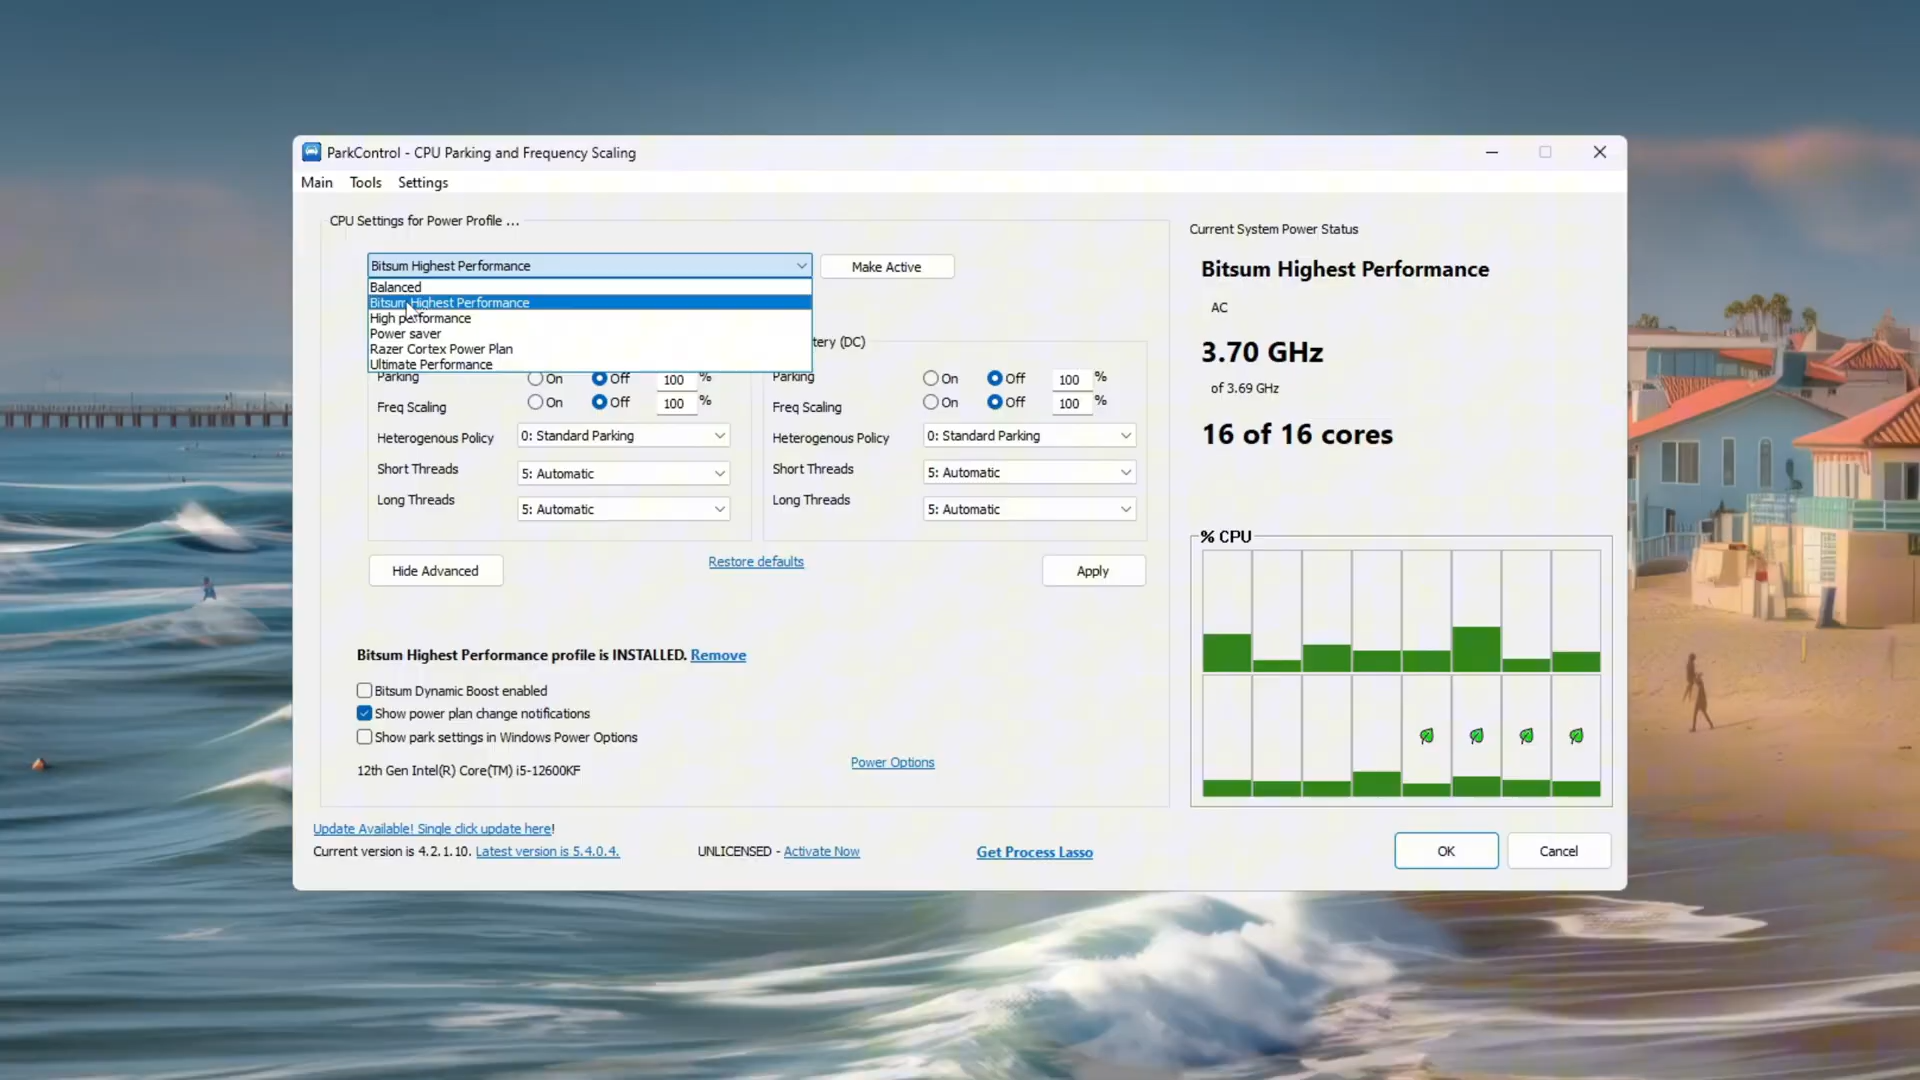 ParkControl - CPU Parking and Frequency Scaling
Main Tools Settings
CPU Settings for Power Profile ...
Bitsum Highest Performance
Make Active
Balanced
Bitsum Highest Performance
High performance
Power saver
Razer Cortex Power Plan
Ultimate Performance
tery (DC)
Parking On Off 100 %
Freq Scaling On Off 100 %
Heterogenous Policy 0: Standard Parking
Short Threads 5: Automatic
Long Threads 5: Automatic
Parking On Off 100 %
Freq Scaling On Off 100 %
Heterogenous Policy 0: Standard Parking
Short Threads 5: Automatic
Long Threads 5: Automatic
Hide Advanced
Restore defaults
Apply
Bitsum Highest Performance profile is INSTALLED. Remove
Bitsum Dynamic Boost enabled
Show power plan change notifications
Show park settings in Windows Power Options
12th Gen Intel(R) Core(TM) i5-12600KF
Power Options
Current System Power Status
Bitsum Highest Performance
AC
3.70 GHz
of 3.69 GHz
16 of 16 cores
% CPU
Update Available! Single click update here!
Current version is 4.2.1.10. Latest version is 5.4.0.4.
UNLICENSED - Activate Now
Get Process Lasso
OK
Cancel